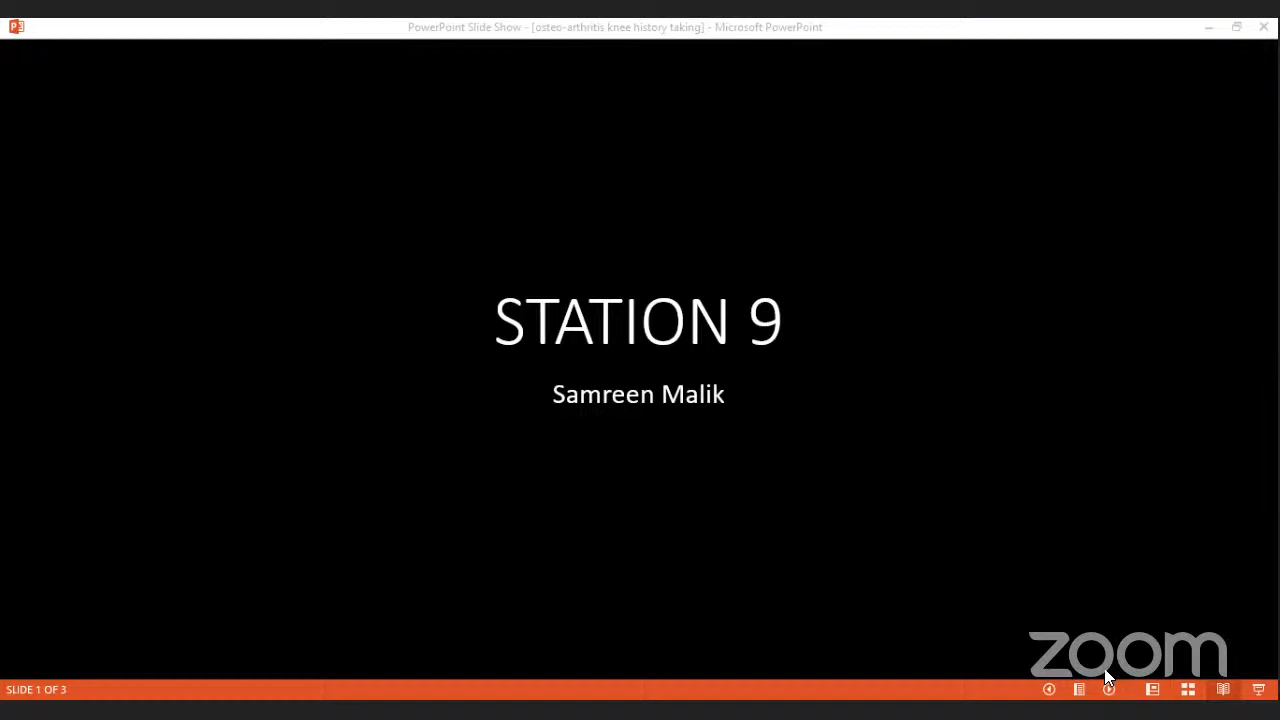 PowerPoint Slide Show - [osteo-arthritis knee history taking] - Microsoft PowerPoint
STATION 9
Samreen Malik
zoom
SLIDE 1 OF 3